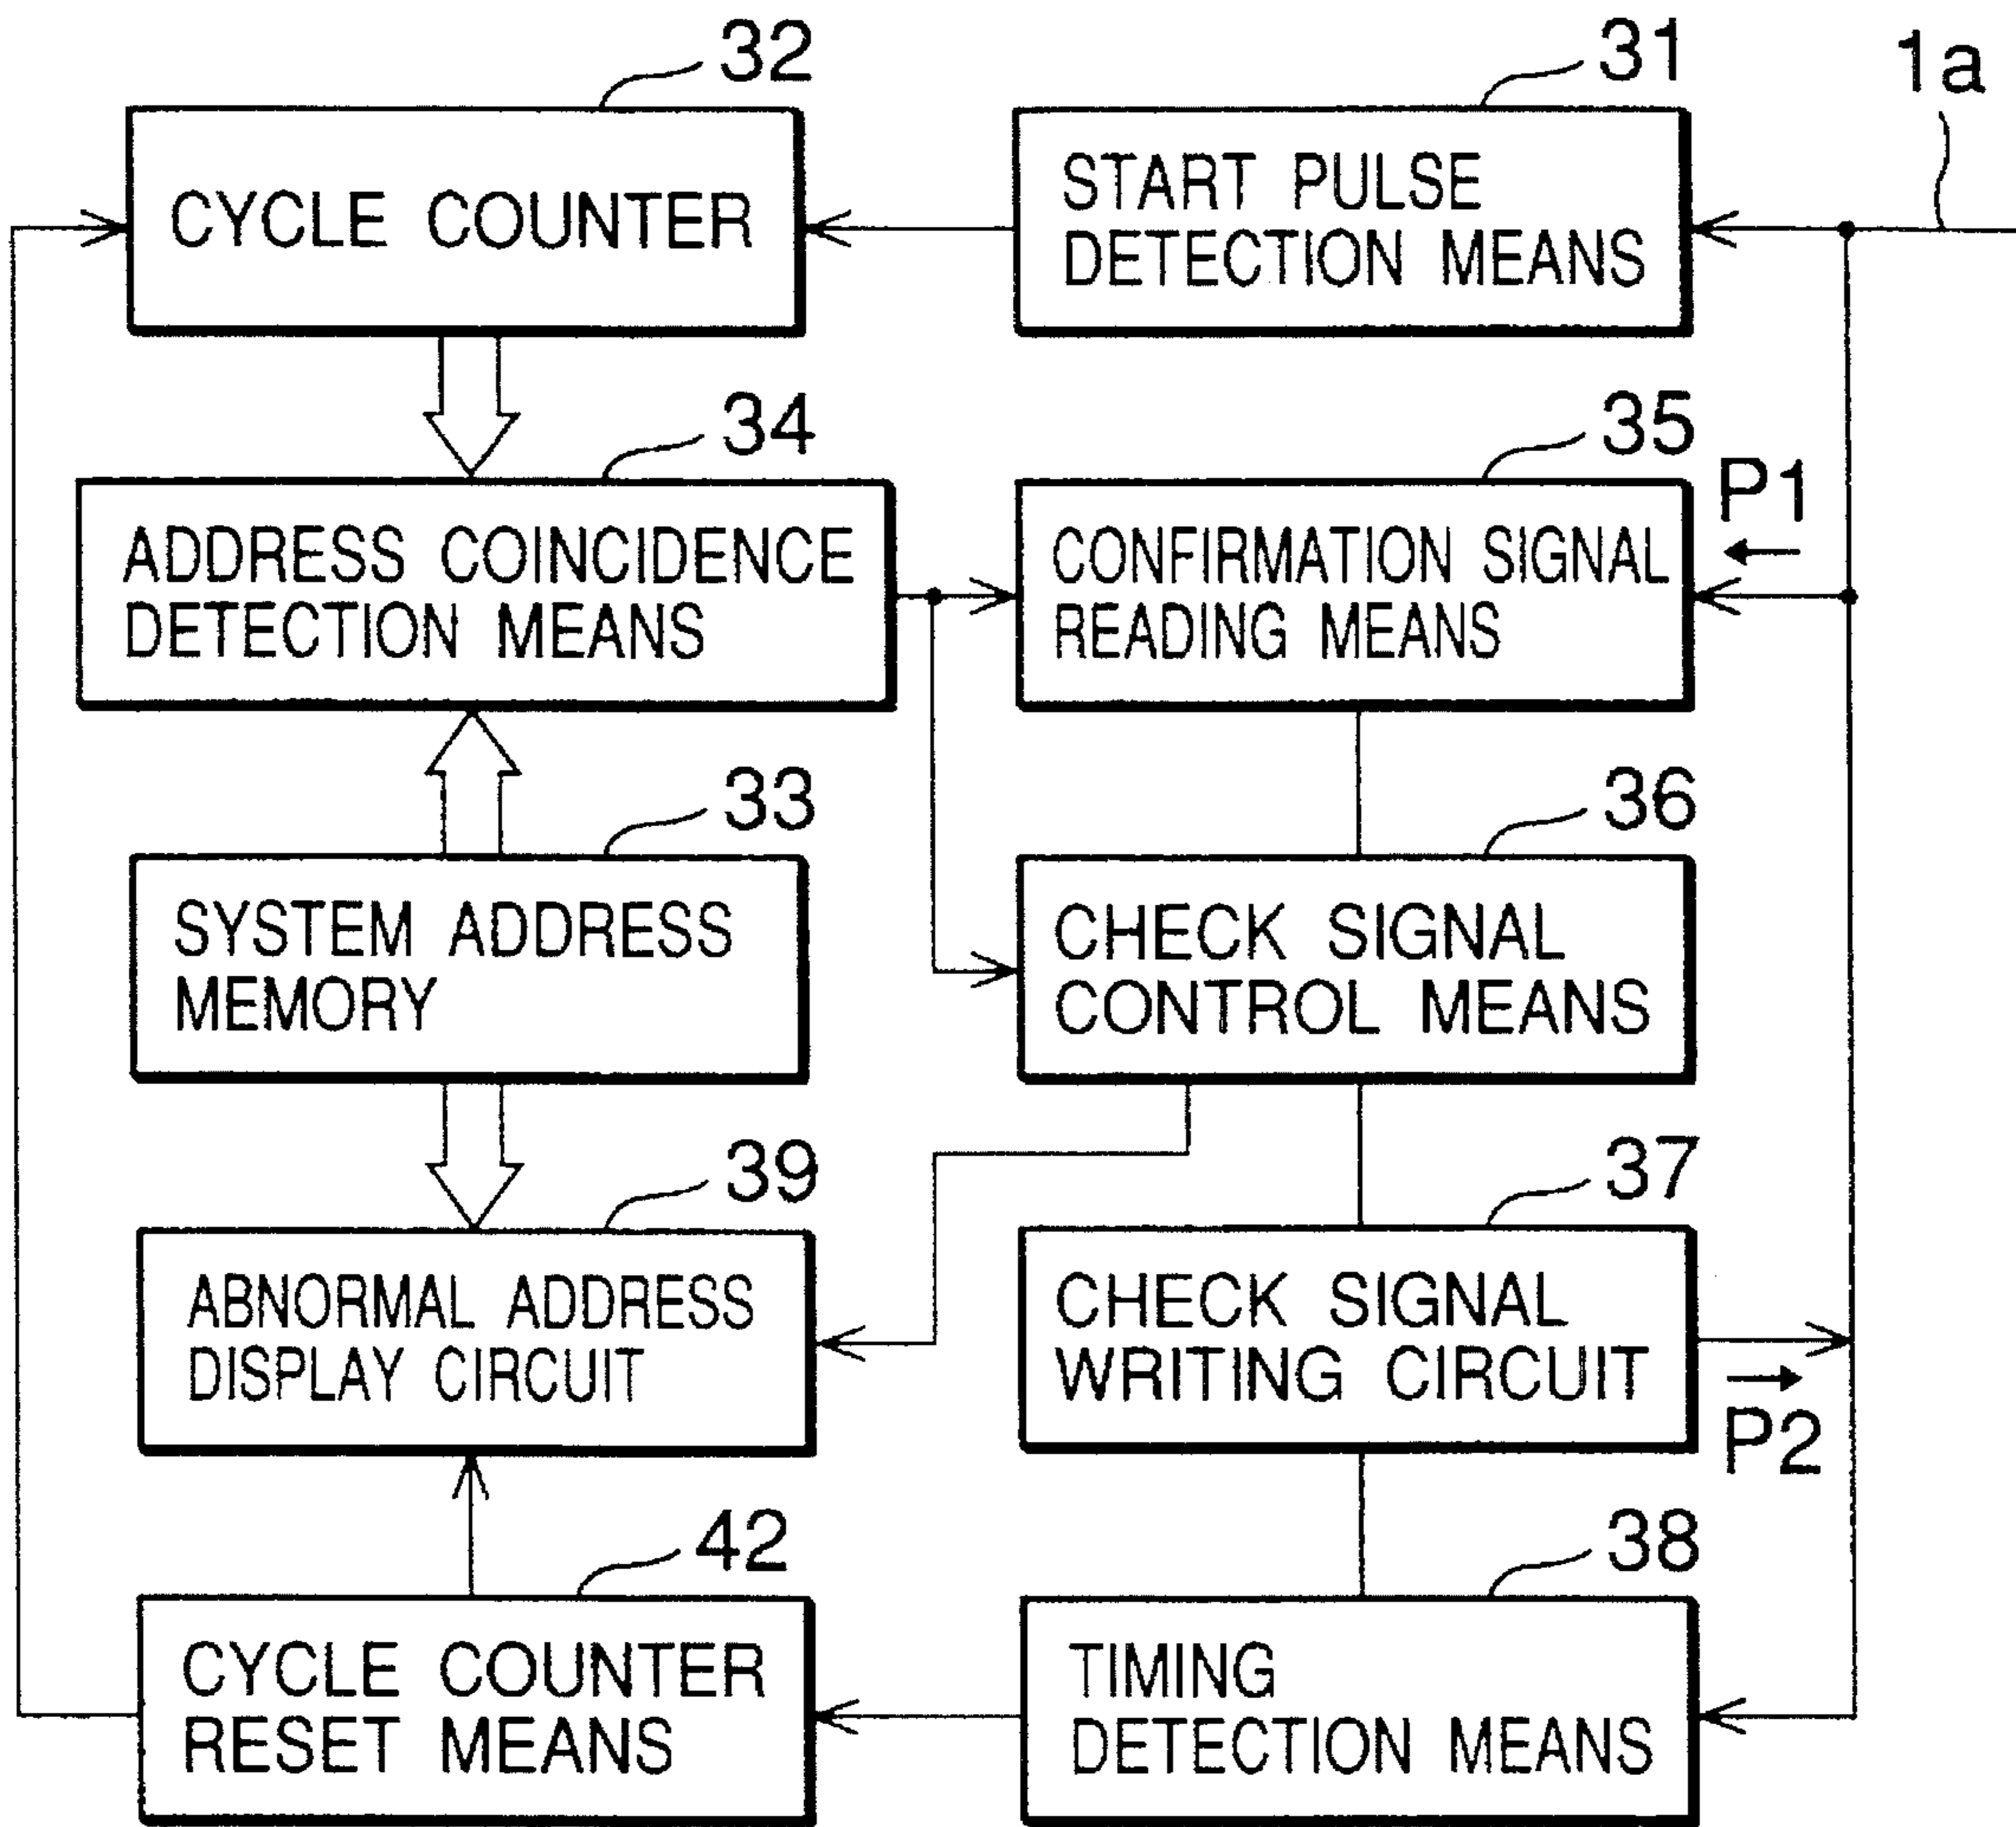 32
31
1a
CYCLE COUNTER
START PULSE
DETECTION MEANS
34
35
P1
ADDRESS COINCIDENCE
DETECTION MEANS
CONFIRMATION SIGNAL
READING MEANS
33
36
SYSTEM ADDRESS
MEMORY
CHECK SIGNAL
CONTROL MEANS
39
37
ABNORMAL ADDRESS
DISPLAY CIRCUIT
CHECK SIGNAL
WRITING CIRCUIT
P2
42
38
CYCLE COUNTER
RESET MEANS
TIMING
DETECTION MEANS